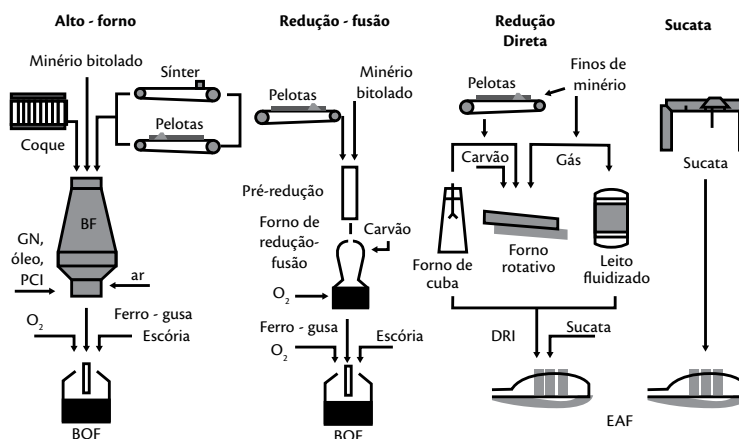 Alto - forno
Minério bitolado
Sínter
Pelotas
Coque
BF
GN,
óleo,
PCI
ar
O2
Ferro - gusa
Escória
BOF
Redução - fusão
Pelotas
Minério
bitolado
Pré-redução
Forno de
redução-
fusão
Carvão
O2
Ferro - gusa
O2
Escória
BOF
Redução
Direta
Pelotas
Finos de
minério
Carvão
Gás
Forno de
cuba
Forno
rotativo
Leito
fluidizado
DRI
Sucata
EAF
Sucata
Sucata